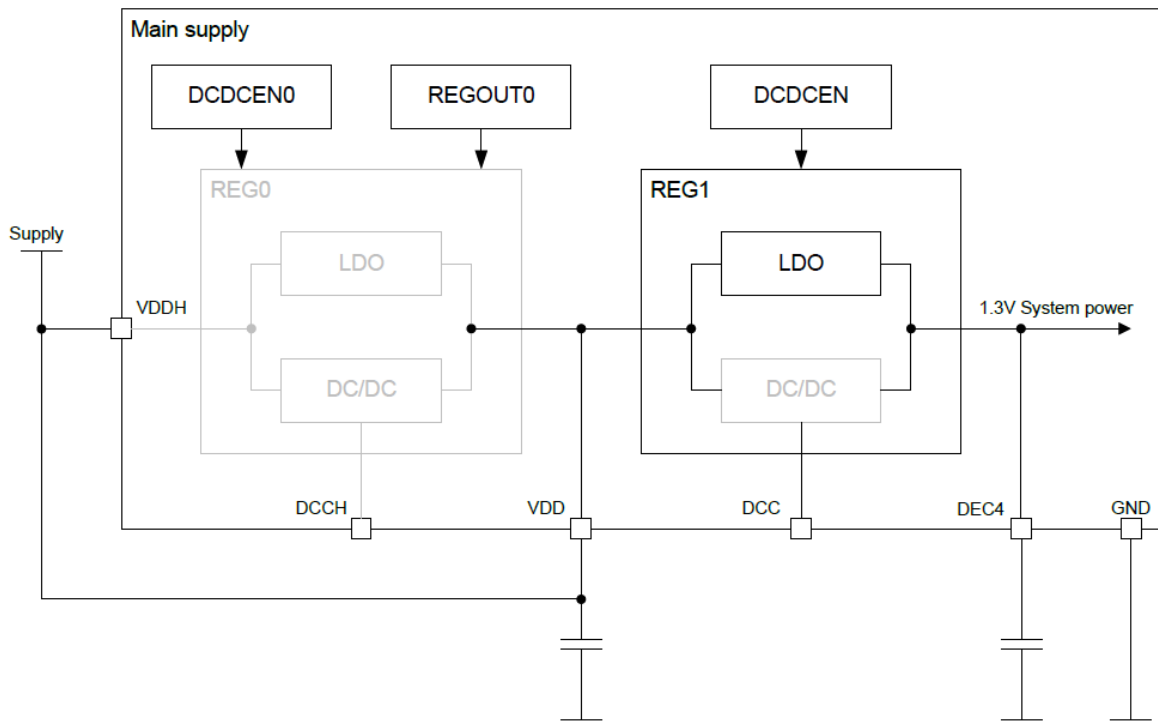 Main supply
DCDCEN0
REGOUT0
DCDCEN
REG0
REG1
Supply
LDO
LDO
VDDH
1.3V System power
DC/DC
DC/DC
DCCH
VDD
DCC
DEC4
GND